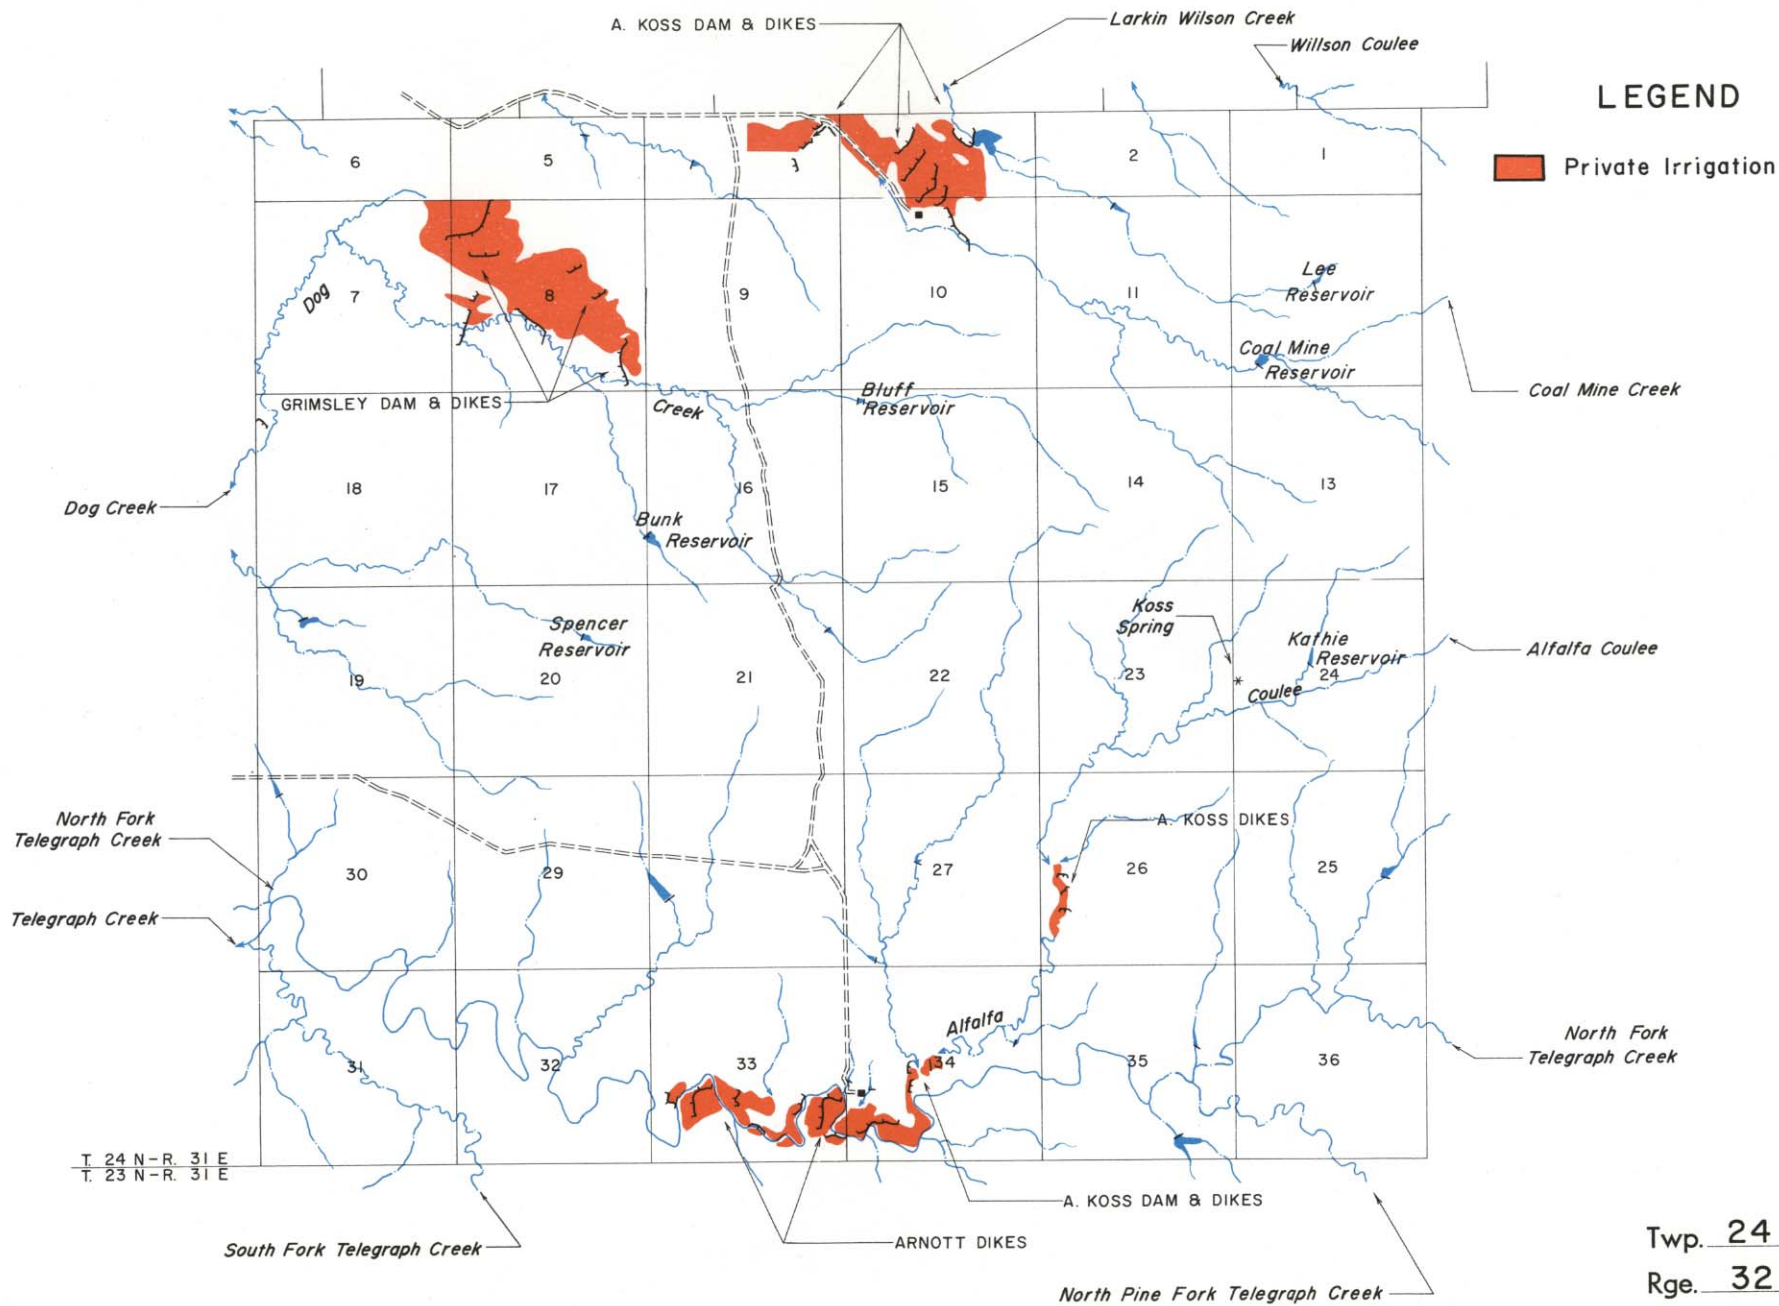 A. KOSS DAM & DIKES
Larkin Wilson Creek
Willson Coulee
LEGEND
Private Irrigation
6
5
2
1
7
8
9
10
11
Dog
Lee
Reservoir
Coal Mine
Reservoir
Coal Mine Creek
GRIMSLEY DAM & DIKES
Creek
Bluff
Reservoir
Dog Creek
18
17
16
15
14
13
Bunk
Reservoir
Spencer
Reservoir
Koss
Spring
Kathie
Reservoir
Alfalfa Coulee
19
20
21
22
23
24
Coulee
North Fork
Telegraph Creek
A. KOSS DIKES
30
29
27
26
25
Telegraph Creek
Alfalfa
North Fork
Telegraph Creek
31
32
33
34
35
36
T. 24 N-R. 31 E
T. 23 N-R. 31 E
A. KOSS DAM & DIKES
ARNOTT DIKES
South Fork Telegraph Creek
North Pine Fork Telegraph Creek
Twp. 24
Rge. 32